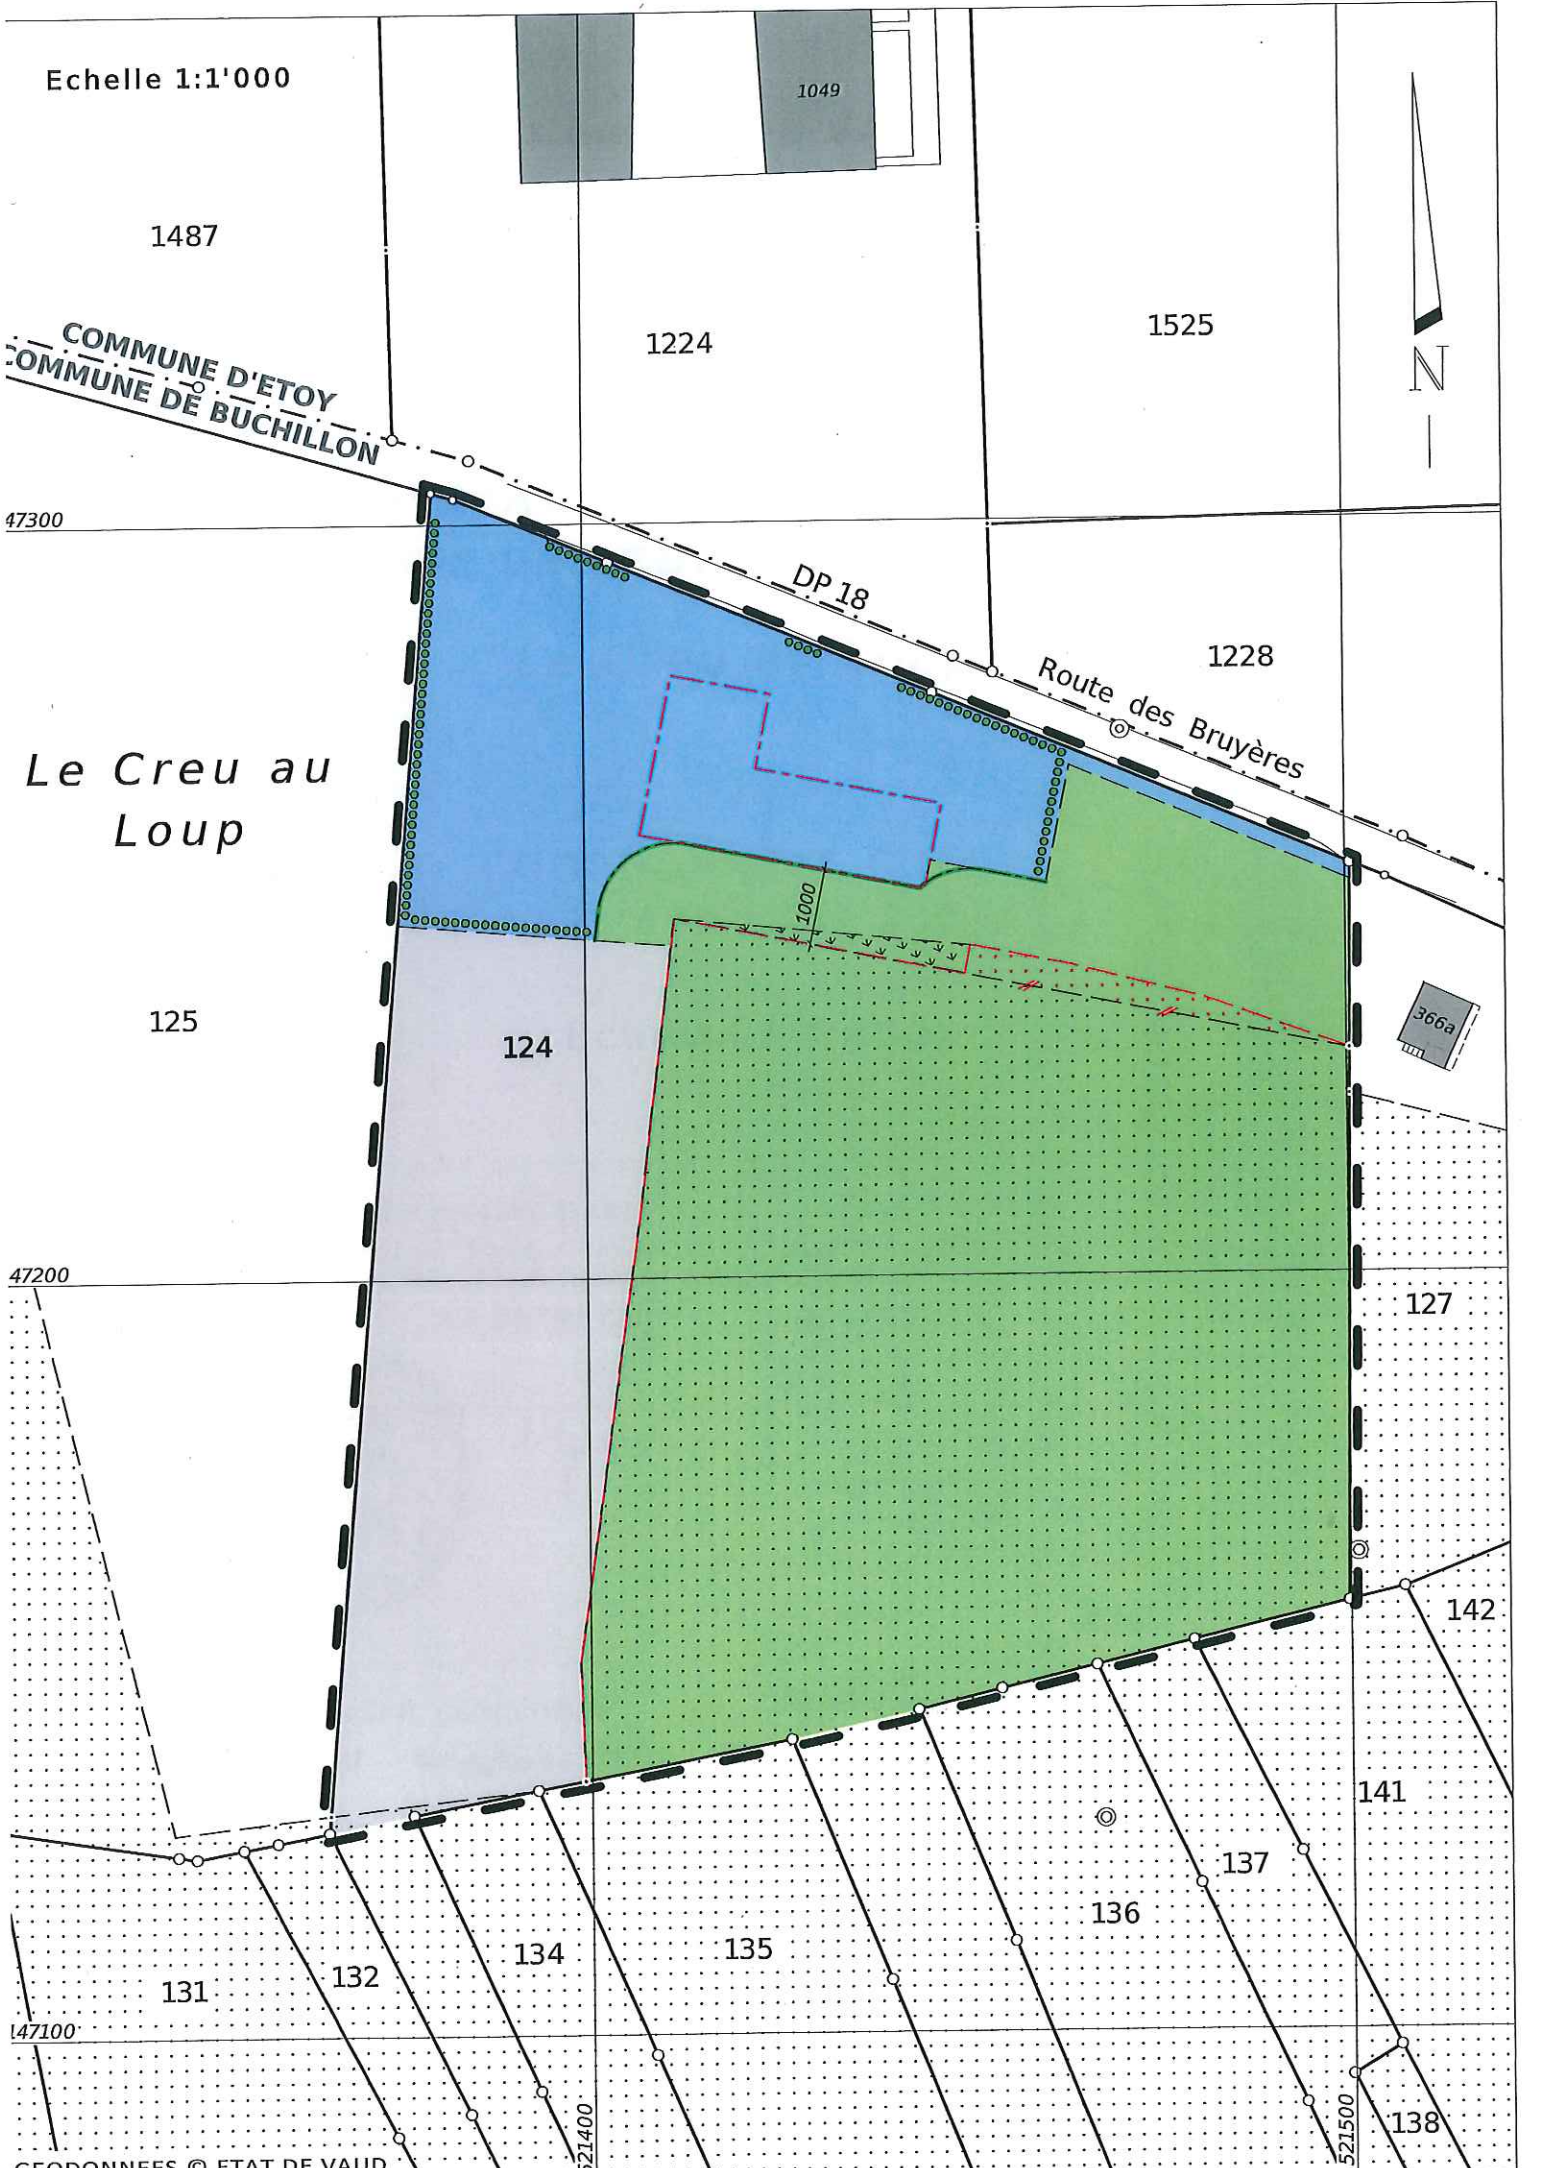 Echelle 1:1'000
1049
1487
1224
1525
N
COMMUNE D'ETOY
COMMUNE DE BUCHILLON
47300
DP 18
Route des Bruyères
1228
Le Creu au
Loup
1000
125
124
366a
47200
127
142
141
137
136
135
134
132
131
147100
138
521400
521500
GEODONNEES © ETAT DE VAUD